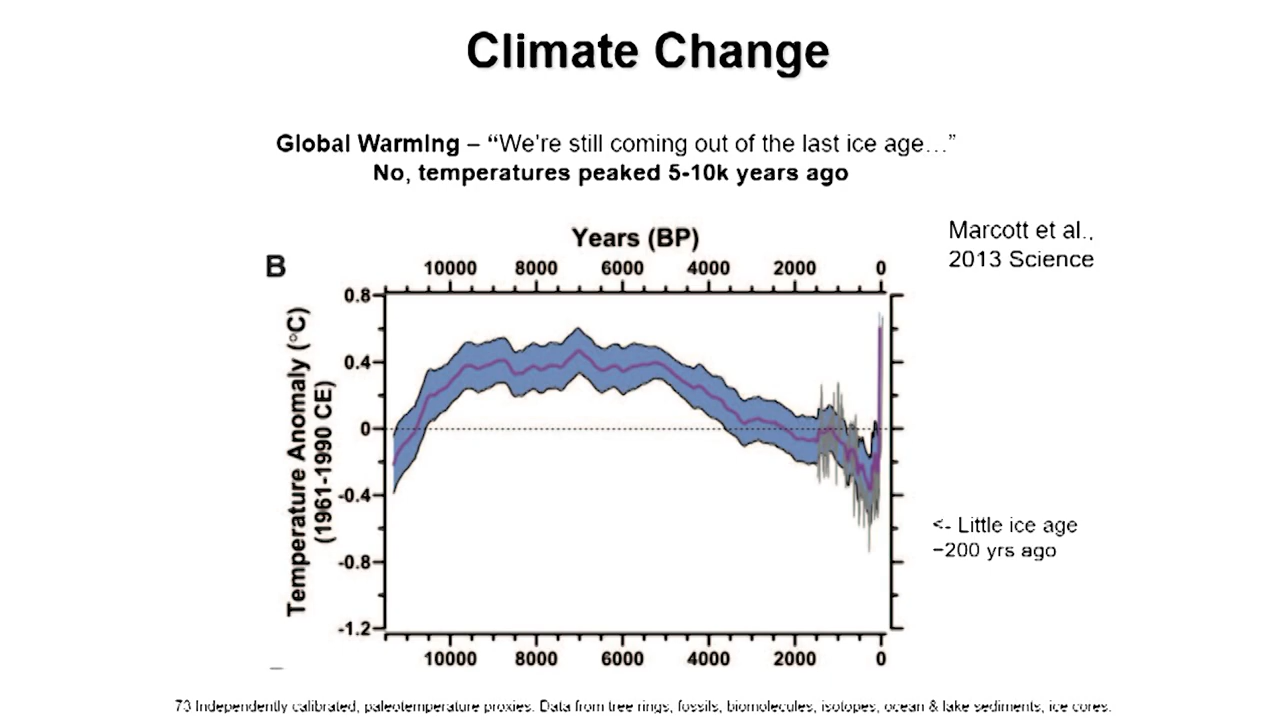 Climate Change
Global Warming – “We're still coming out of the last ice age…”
No, temperatures peaked 5-10k years ago
Years (BP)
Marcott et al.,
2013 Science
B
10000 8000 6000 4000 2000 0
0.8
0.4
0
-0.4
-0.8
-1.2
Temperature Anomaly (°C)
(1961-1990 CE)
<- Little ice age
~200 yrs ago
10000 8000 6000 4000 2000 0
73 Independently calibrated, paleotemperature proxies. Data from tree rings, fossils, biomolecules, isotopes, ocean & lake sediments, ice cores.